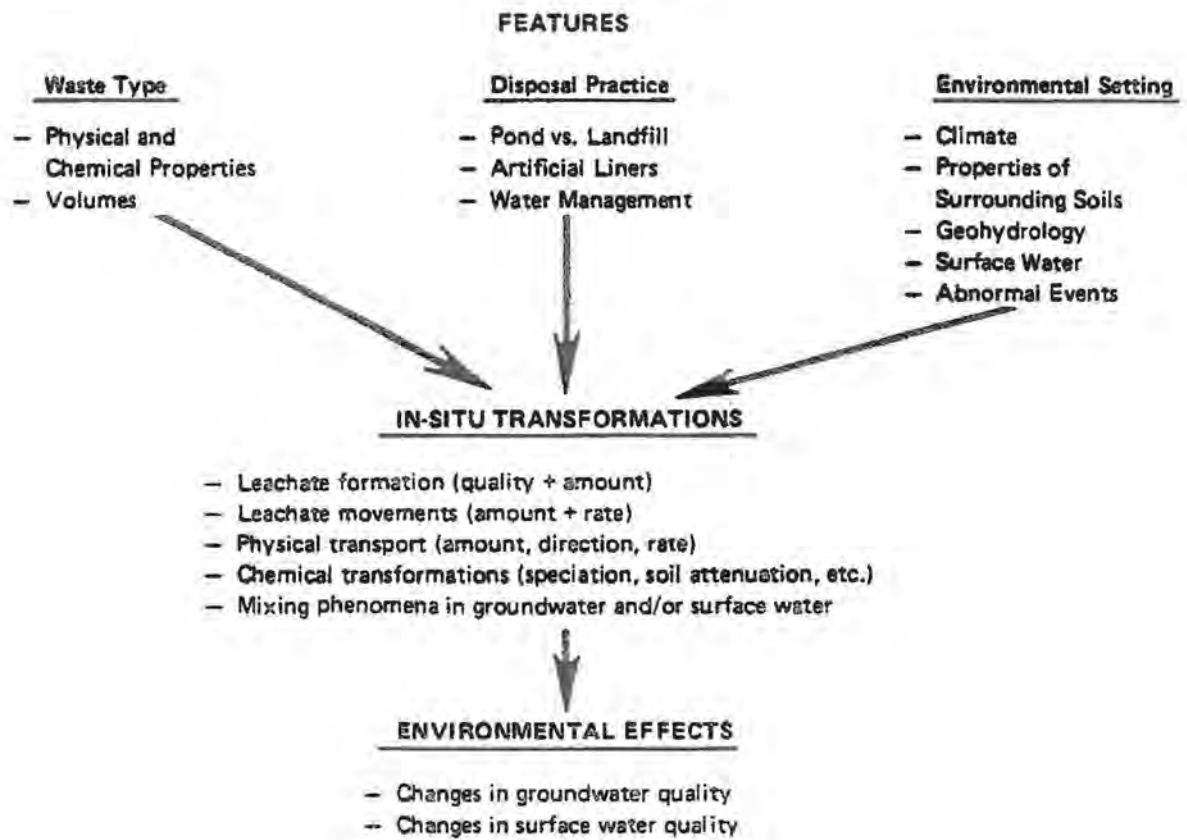 FEATURES
Waste Type
– Physical and
Chemical Properties
– Volumes
Disposal Practice
– Pond vs. Landfill
– Artificial Liners
– Water Management
Environmental Setting
– Climate
– Properties of
Surrounding Soils
– Geohydrology
– Surface Water
– Abnormal Events
IN-SITU TRANSFORMATIONS
– Leachate formation (quality + amount)
– Leachate movements (amount + rate)
– Physical transport (amount, direction, rate)
– Chemical transformations (speciation, soil attenuation, etc.)
– Mixing phenomena in groundwater and/or surface water
ENVIRONMENTAL EFFECTS
– Changes in groundwater quality
– Changes in surface water quality